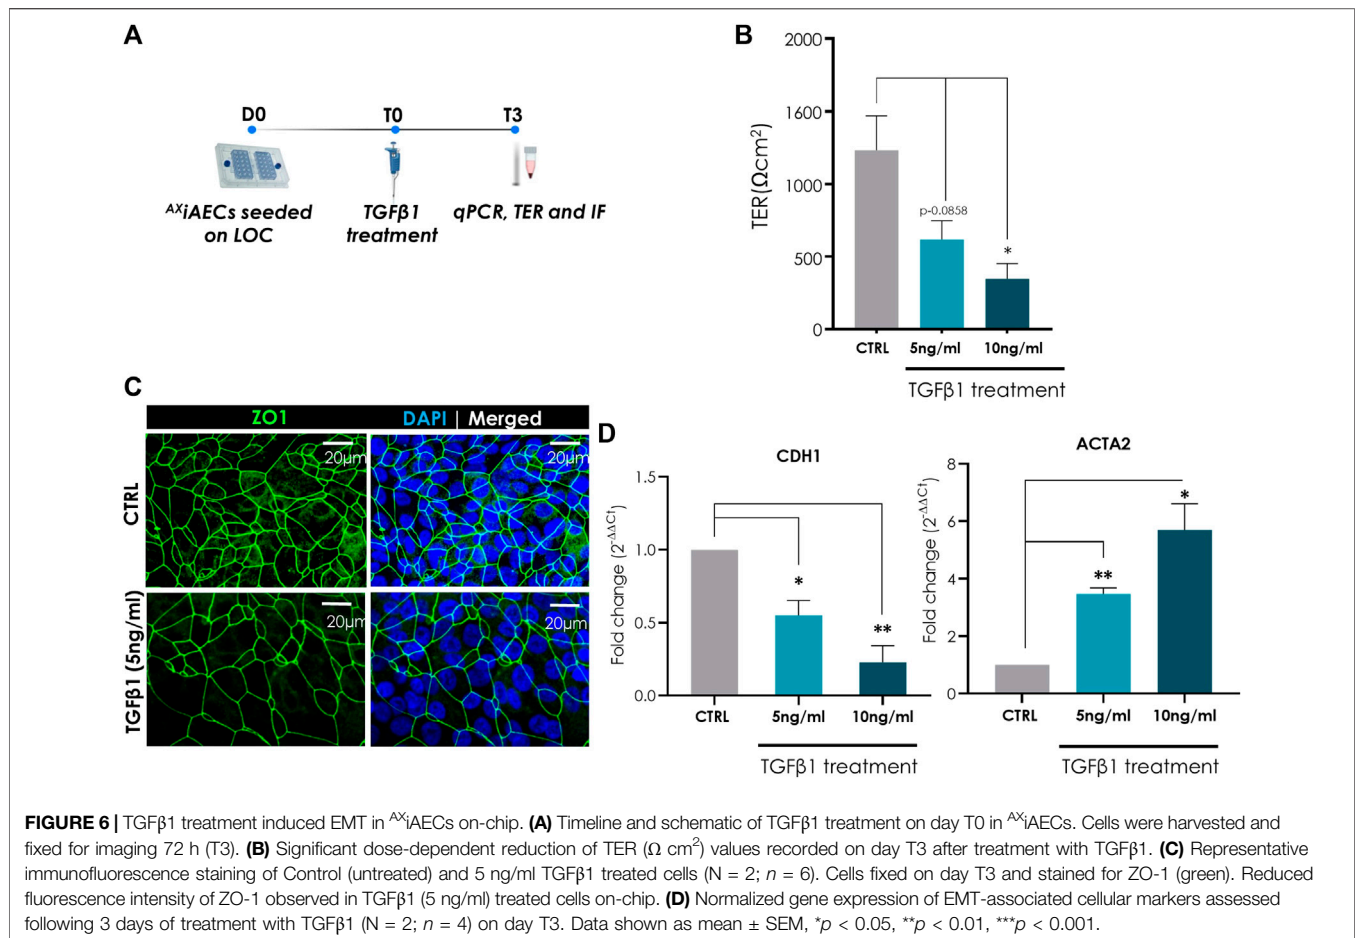 A
D0 T0 T3
AXiAECs seeded
on LOC
TGFβ1
treatment
qPCR, TER and IF
B
TER(Ωcm2)
2000
1600
1000
500
0
p-0.0858
*
CTRL 5ng/ml 10ng/ml
TGFβ1 treatment
C
ZO1 DAPI | Merged
CTRL
20μm 20μm
TGFβ1 (5ng/ml)
20μm 20μm
D
CDH1
Fold change (2-ΔΔCt)
1.5
1.0
0.5
0.0
*
**
CTRL 5ng/ml 10ng/ml
TGFβ1 treatment
ACTA2
Fold change (2-ΔΔCt)
8
6
4
2
0
**
*
CTRL 5ng/ml 10ng/ml
TGFβ1 treatment
FIGURE 6 | TGFβ1 treatment induced EMT in AXiAECs on-chip. (A) Timeline and schematic of TGFβ1 treatment on day T0 in AXiAECs. Cells were harvested and
fixed for imaging 72 h (T3). (B) Significant dose-dependent reduction of TER (Ω cm2) values recorded on day T3 after treatment with TGFβ1. (C) Representative
immunofluorescence staining of Control (untreated) and 5 ng/ml TGFβ1 treated cells (N = 2; n = 6). Cells fixed on day T3 and stained for ZO-1 (green). Reduced
fluorescence intensity of ZO-1 observed in TGFβ1 (5 ng/ml) treated cells on-chip. (D) Normalized gene expression of EMT-associated cellular markers assessed
following 3 days of treatment with TGFβ1 (N = 2; n = 4) on day T3. Data shown as mean ± SEM, *p < 0.05, **p < 0.01, ***p < 0.001.